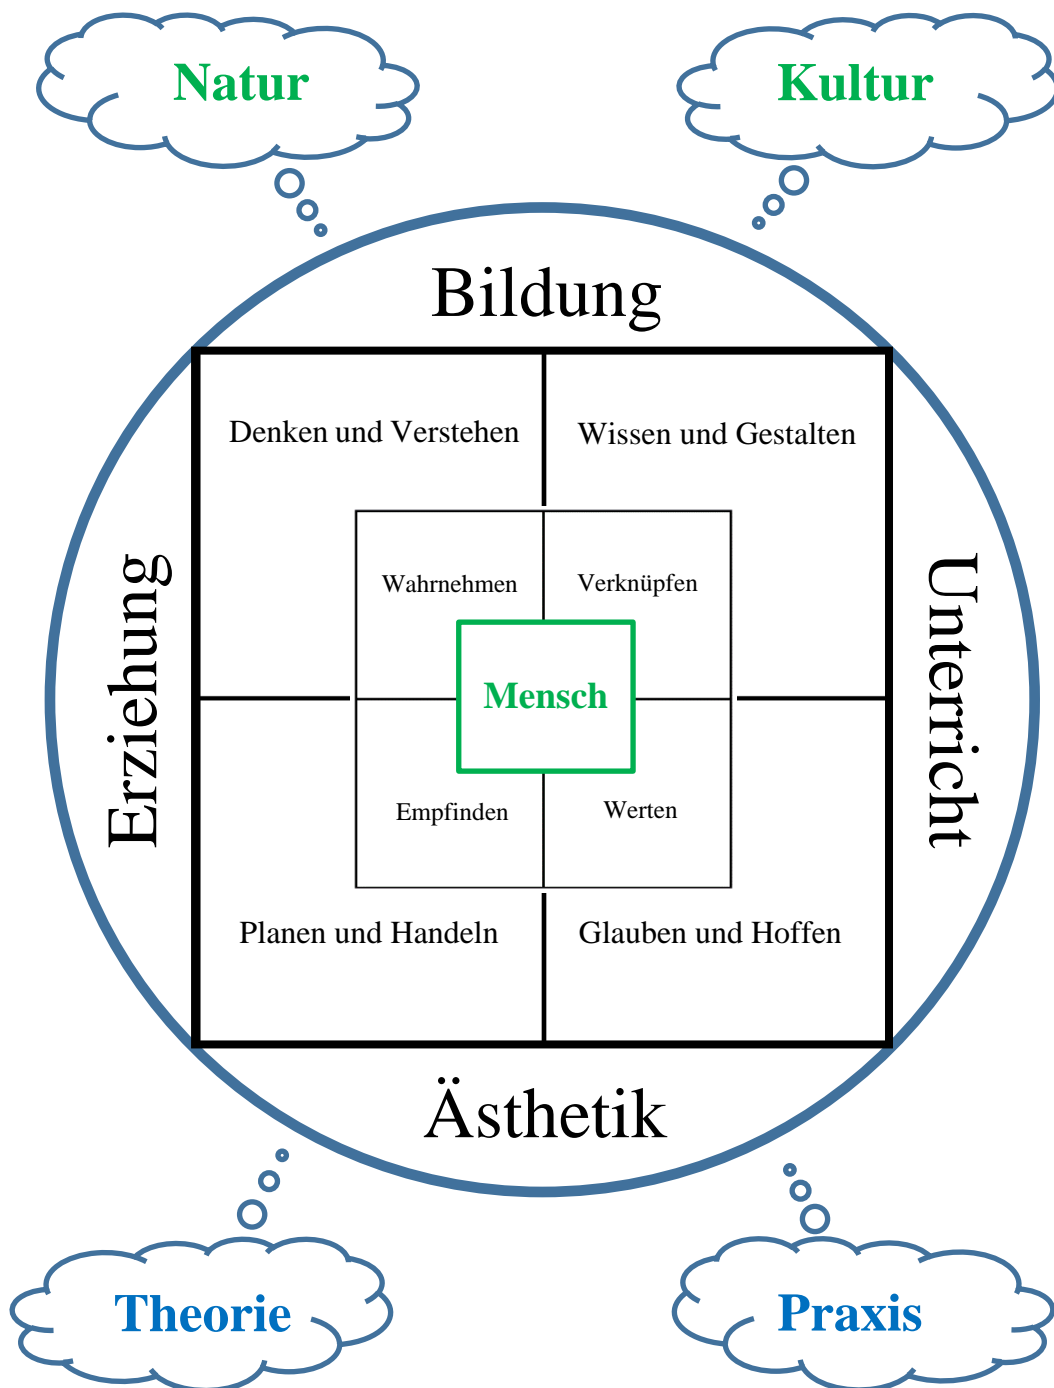 Natur
Kultur
Bildung
Denken und Verstehen
Wissen und Gestalten
Erziehung
Unterricht
Wahrnehmen
Verknüpfen
Mensch
Empfinden
Werten
Planen und Handeln
Glauben und Hoffen
Ästhetik
Theorie
Praxis